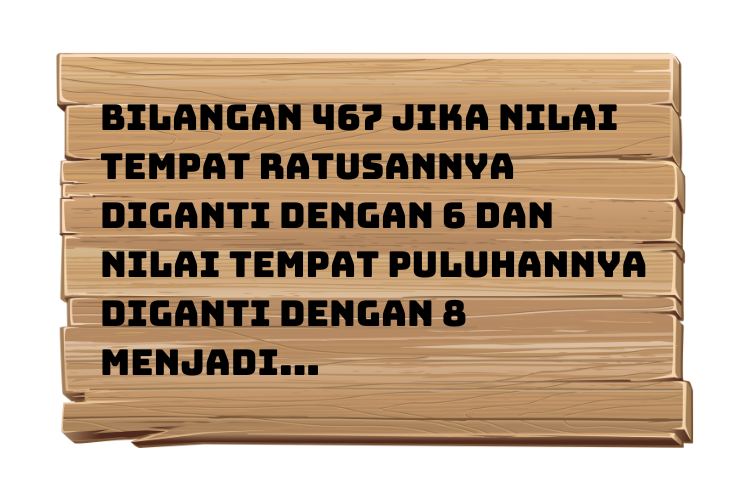 BILANGAN 467 JIKA NILAI
TEMPAT RATUSANNYA
DIGANTI DENGAN 6 DAN
NILAI TEMPAT PULUHANNYA
DIGANTI DENGAN 8
MENJADI...